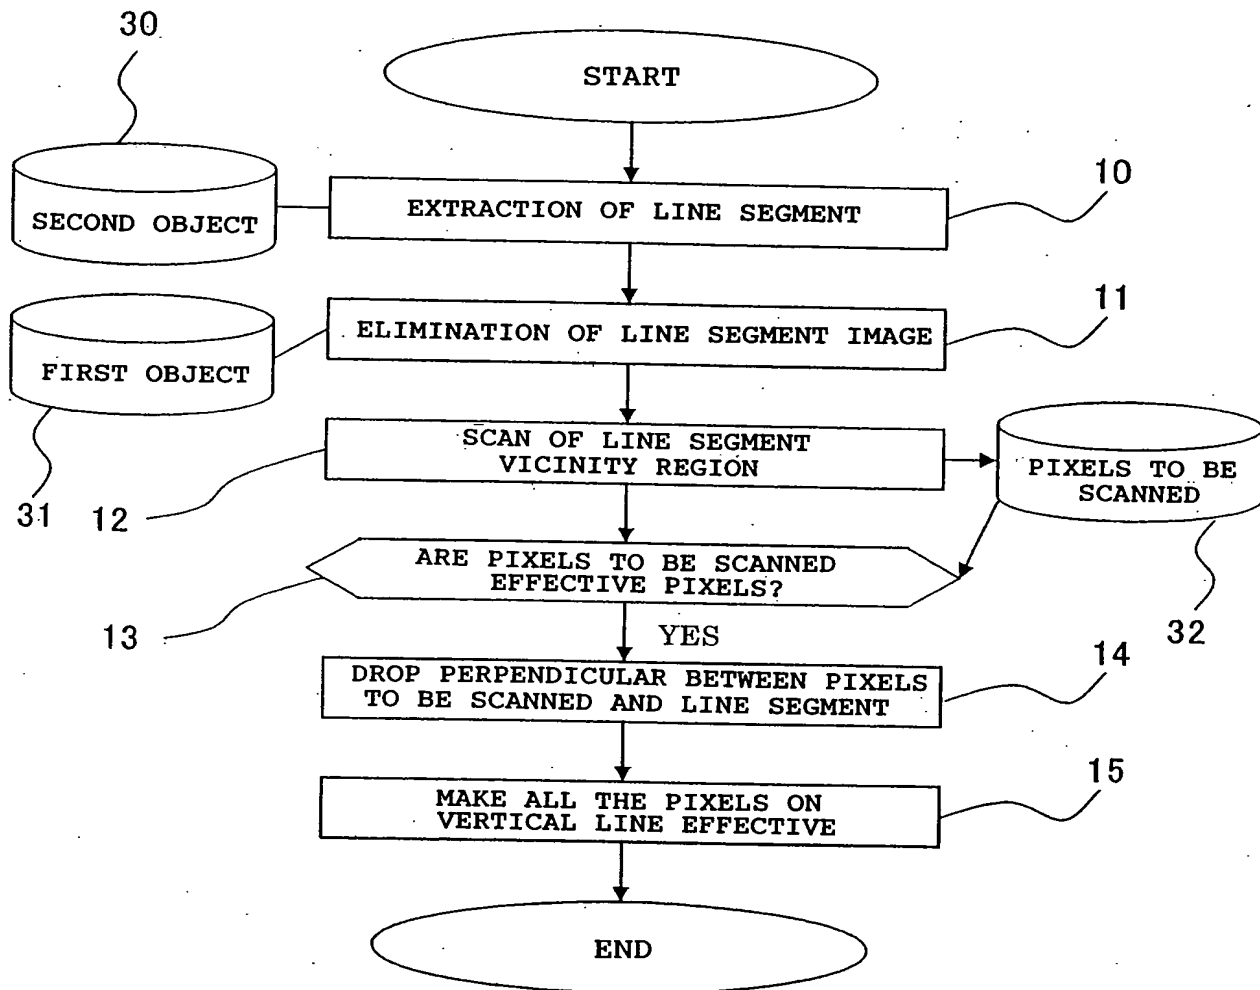 30
START
10
SECOND OBJECT
EXTRACTION OF LINE SEGMENT
11
ELIMINATION OF LINE SEGMENT IMAGE
FIRST OBJECT
31
SCAN OF LINE SEGMENT
VICINITY REGION
12
PIXELS TO BE
SCANNED
32
ARE PIXELS TO BE SCANNED
EFFECTIVE PIXELS?
13
YES
14
DROP PERPENDICULAR BETWEEN PIXELS
TO BE SCANNED AND LINE SEGMENT
15
MAKE ALL THE PIXELS ON
VERTICAL LINE EFFECTIVE
END